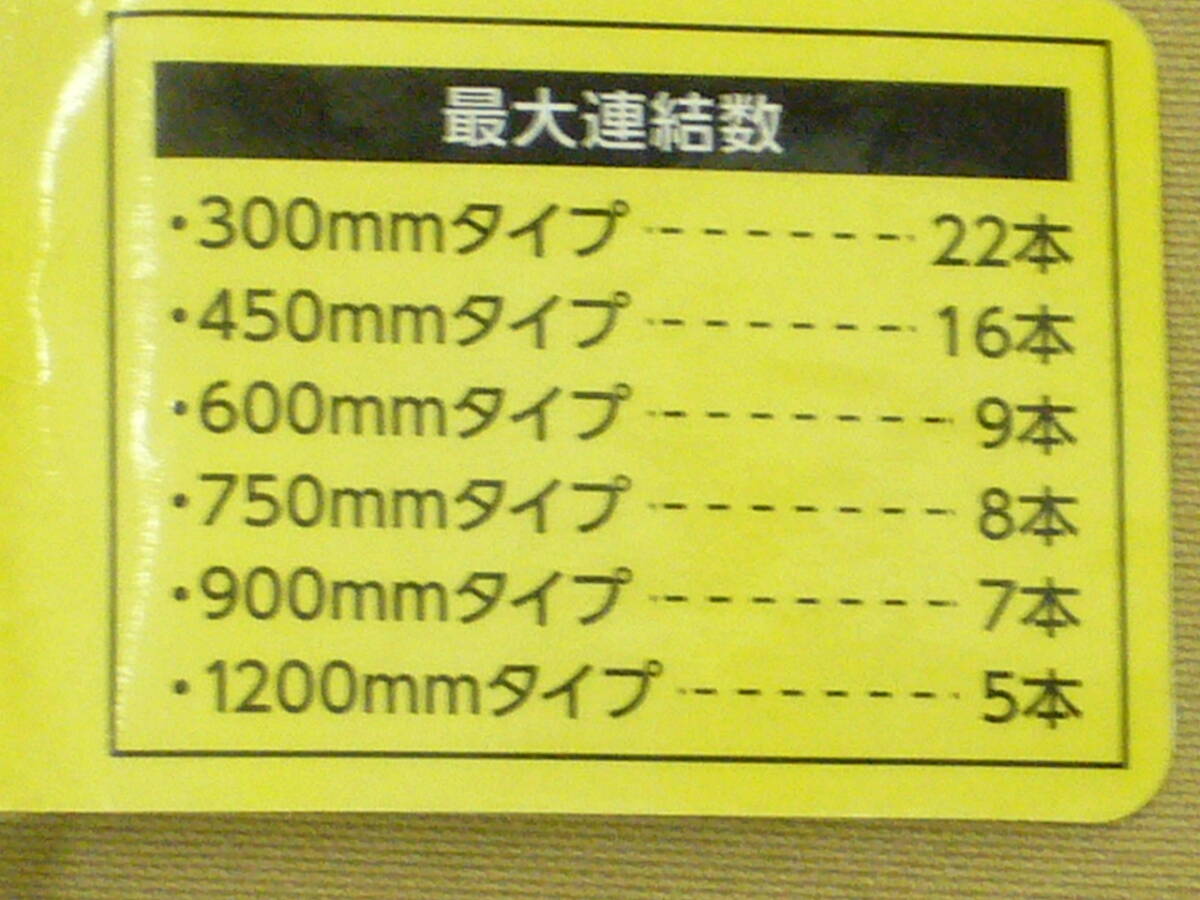 最大連結数
・300mmタイプ------- 22本
・450mmタイプ------- 16本
・600mmタイプ-------- 9本
・750mmタイプ-------- 8本
・900mmタイプ-------- 7本
・1200mmタイプ------- 5本